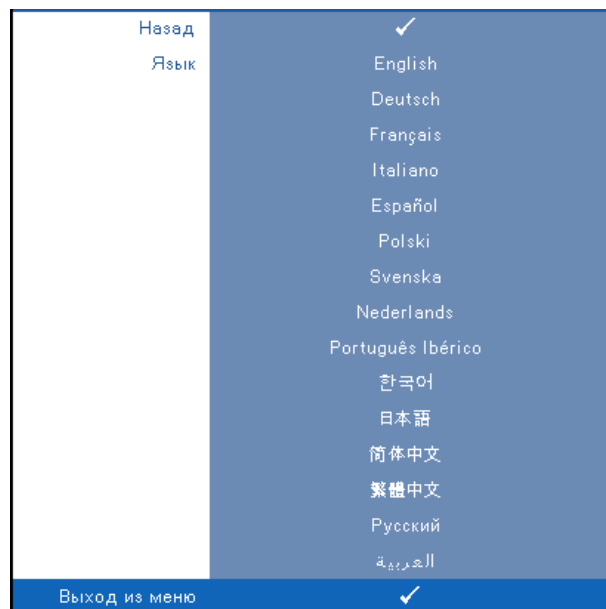 Назад ✓
Язык English
Deutsch
Français
Italiano
Español
Polski
Svenska
Nederlands
Português Ibérico
한국어
日本語
简体中文
繁體中文
Русский
العربية
Выход из меню ✓